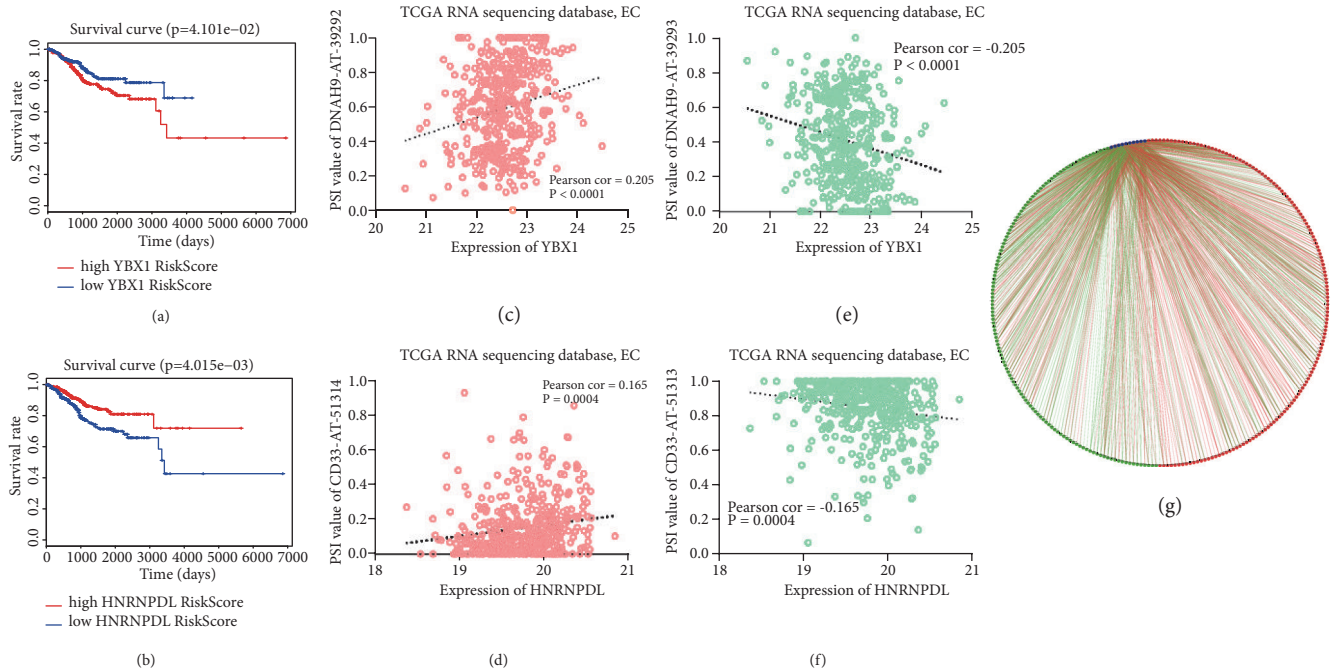 Survival curve (p=4.101e−02)
Survival rate
1.0
0.8
0.6
0.4
0.2
0.0
0 1000 2000 3000 4000 5000 6000 7000
Time (days)
high YBX1 RiskScore
low YBX1 RiskScore
(a)
Survival curve (p=4.015e−03)
Survival rate
1.0
0.8
0.6
0.4
0.2
0.0
0 1000 2000 3000 4000 5000 6000 7000
Time (days)
high HNRNPDL RiskScore
low HNRNPDL RiskScore
(b)
TCGA RNA sequencing database, EC
PSI value of DNAH9-AT-39292
1.0
0.8
0.6
0.4
0.2
0.0
Pearson cor = 0.205
P < 0.0001
20 21 22 23 24 25
Expression of YBX1
(c)
TCGA RNA sequencing database, EC
PSI value of CD33-AT-51314
1.0
0.8
0.6
0.4
0.2
0.0
Pearson cor = 0.165
P = 0.0004
18 19 20 21
Expression of HNRNPDL
(d)
TCGA RNA sequencing database, EC
PSI value of DNAH9-AT-39293
1.0
0.8
0.6
0.4
0.2
0.0
Pearson cor = -0.205
P < 0.0001
20 21 22 23 24 25
Expression of YBX1
(e)
TCGA RNA sequencing database, EC
PSI value of CD33-AT-51313
1.0
0.8
0.6
0.4
0.2
0.0
Pearson cor = -0.165
P = 0.0004
18 19 20 21
Expression of HNRNPDL
(f)
(g)